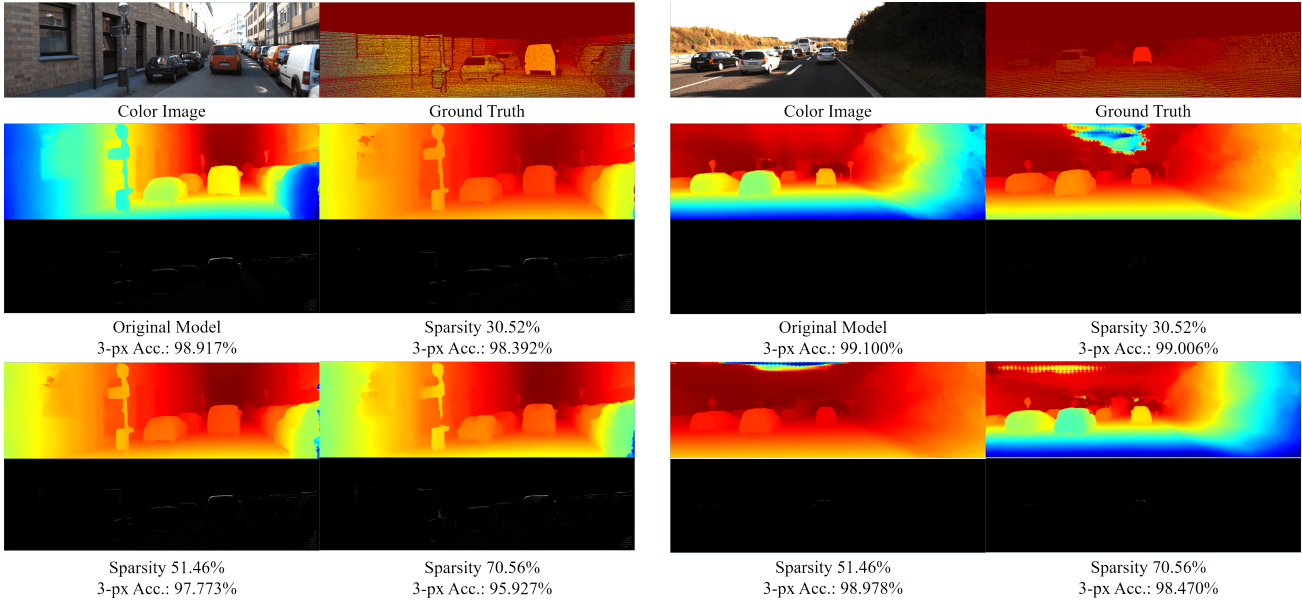 Color Image
Ground Truth
Color Image
Ground Truth
Original Model
3-px Acc.: 98.917%
Sparsity 30.52%
3-px Acc.: 98.392%
Original Model
3-px Acc.: 99.100%
Sparsity 30.52%
3-px Acc.: 99.006%
Sparsity 51.46%
3-px Acc.: 97.773%
Sparsity 70.56%
3-px Acc.: 95.927%
Sparsity 51.46%
3-px Acc.: 98.978%
Sparsity 70.56%
3-px Acc.: 98.470%